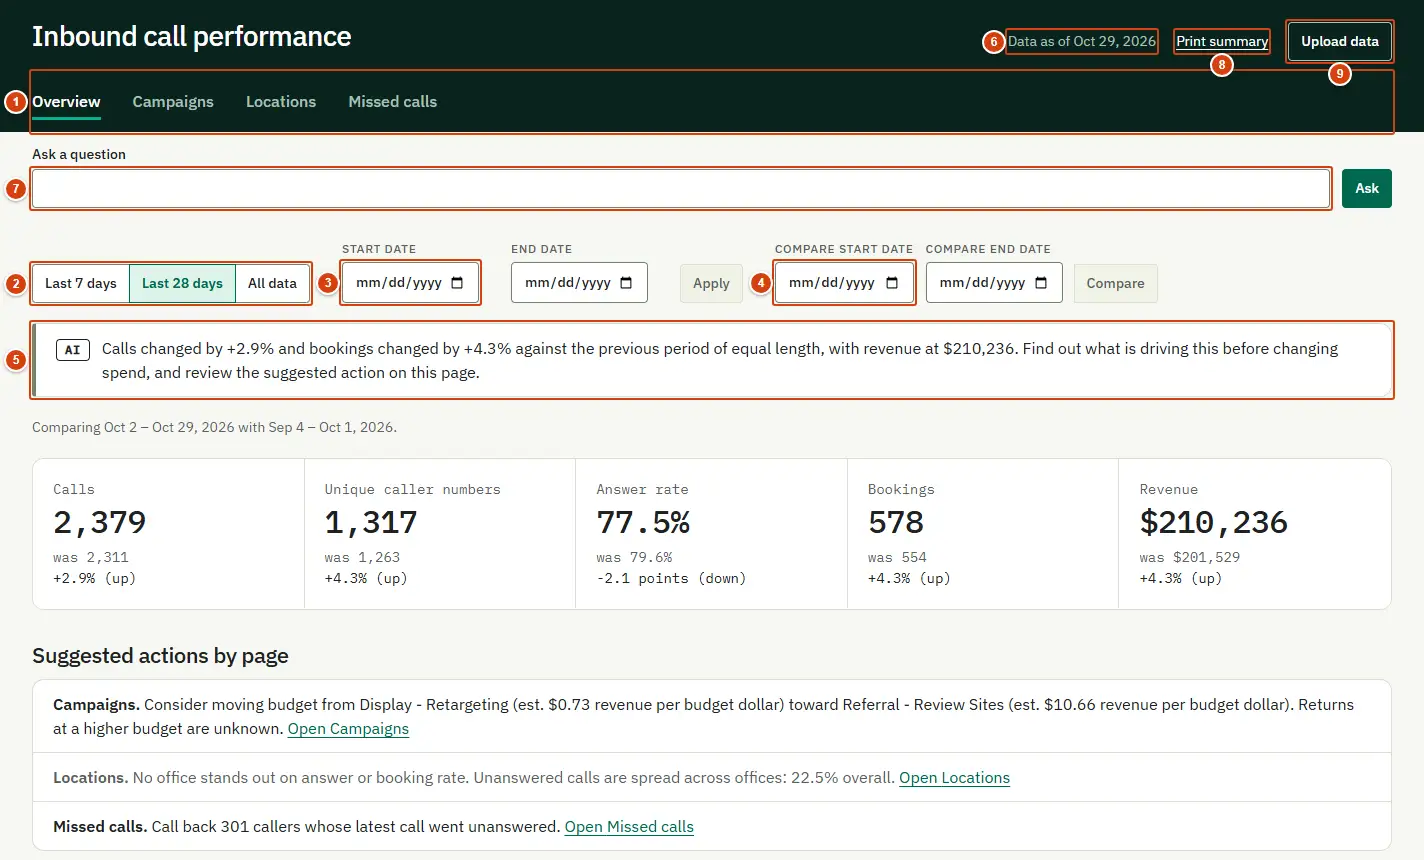 Inbound call performance
6 Data as of Oct 29, 2026 Print summary Upload data
8 9
1 Overview Campaigns Locations Missed calls
Ask a question
7 Ask
START DATE END DATE COMPARE START DATE COMPARE END DATE
2 Last 7 days Last 28 days All data 3 mm/dd/yyyy mm/dd/yyyy Apply 4 mm/dd/yyyy mm/dd/yyyy Compare
AI Calls changed by +2.9% and bookings changed by +4.3% against the previous period of equal length, with revenue at $210,236. Find out what is driving this before changing
5 spend, and review the suggested action on this page.
Comparing Oct 2 – Oct 29, 2026 with Sep 4 – Oct 1, 2026.
Calls Unique caller numbers Answer rate Bookings Revenue
2,379 1,317 77.5% 578 $210,236
was 2,311 was 1,263 was 79.6% was 554 was $201,529
+2.9% (up) +4.3% (up) -2.1 points (down) +4.3% (up) +4.3% (up)
Suggested actions by page
Campaigns. Consider moving budget from Display - Retargeting (est. $0.73 revenue per budget dollar) toward Referral - Review Sites (est. $10.66 revenue per budget dollar). Returns
at a higher budget are unknown. Open Campaigns
Locations. No office stands out on answer or booking rate. Unanswered calls are spread across offices: 22.5% overall. Open Locations
Missed calls. Call back 301 callers whose latest call went unanswered. Open Missed calls